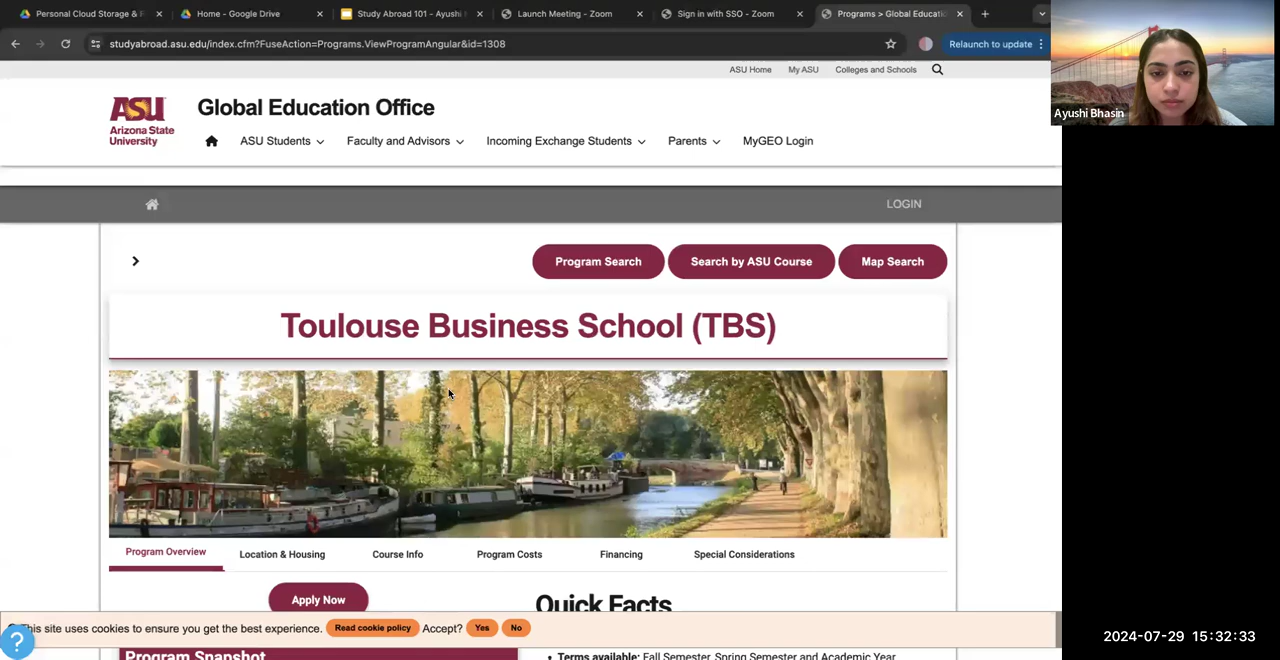 Personal Cloud Storage & F
Home - Google Drive
Study Abroad 101 - Ayushi
Launch Meeting - Zoom
Sign in with SSO - Zoom
Programs > Global Educatio
studyabroad.asu.edu/index.cfm?FuseAction=Programs.ViewProgramAngular&id=1308
Relaunch to update
ASU Home My ASU Colleges and Schools
ASU
Arizona State
University
Global Education Office
ASU Students Faculty and Advisors Incoming Exchange Students Parents MyGEO Login
LOGIN
Program Search Search by ASU Course Map Search
Toulouse Business School (TBS)
Program Overview Location & Housing Course Info Program Costs Financing Special Considerations
Apply Now
Quick Facts
This site uses cookies to ensure you get the best experience. Read cookie policy Accept? Yes No
?
Program Snapshot
• Terms available: Fall Semester, Spring Semester and Academic Year
Ayushi Bhasin
2024-07-29 15:32:33